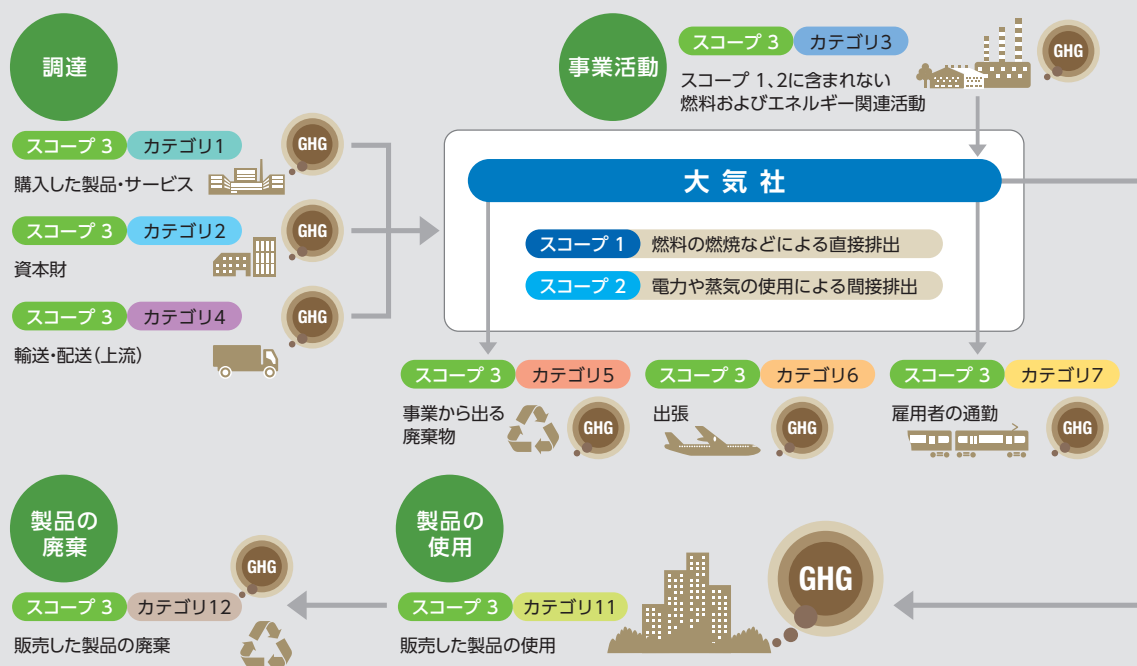 調達
スコープ 3 カテゴリ1
GHG
購入した製品・サービス
スコープ 3 カテゴリ2
GHG
資本財
スコープ 3 カテゴリ4
GHG
輸送・配送(上流)
事業活動
スコープ 3 カテゴリ3
GHG
スコープ 1、2に含まれない
燃料およびエネルギー関連活動
大気社
スコープ 1 燃料の燃焼などによる直接排出
スコープ 2 電力や蒸気の使用による間接排出
スコープ 3 カテゴリ5
事業から出る
廃棄物
GHG
スコープ 3 カテゴリ6
出張
GHG
スコープ 3 カテゴリ7
雇用者の通勤
GHG
製品の
廃棄
GHG
スコープ 3 カテゴリ12
販売した製品の廃棄
製品の
使用
スコープ 3 カテゴリ11
販売した製品の使用
GHG